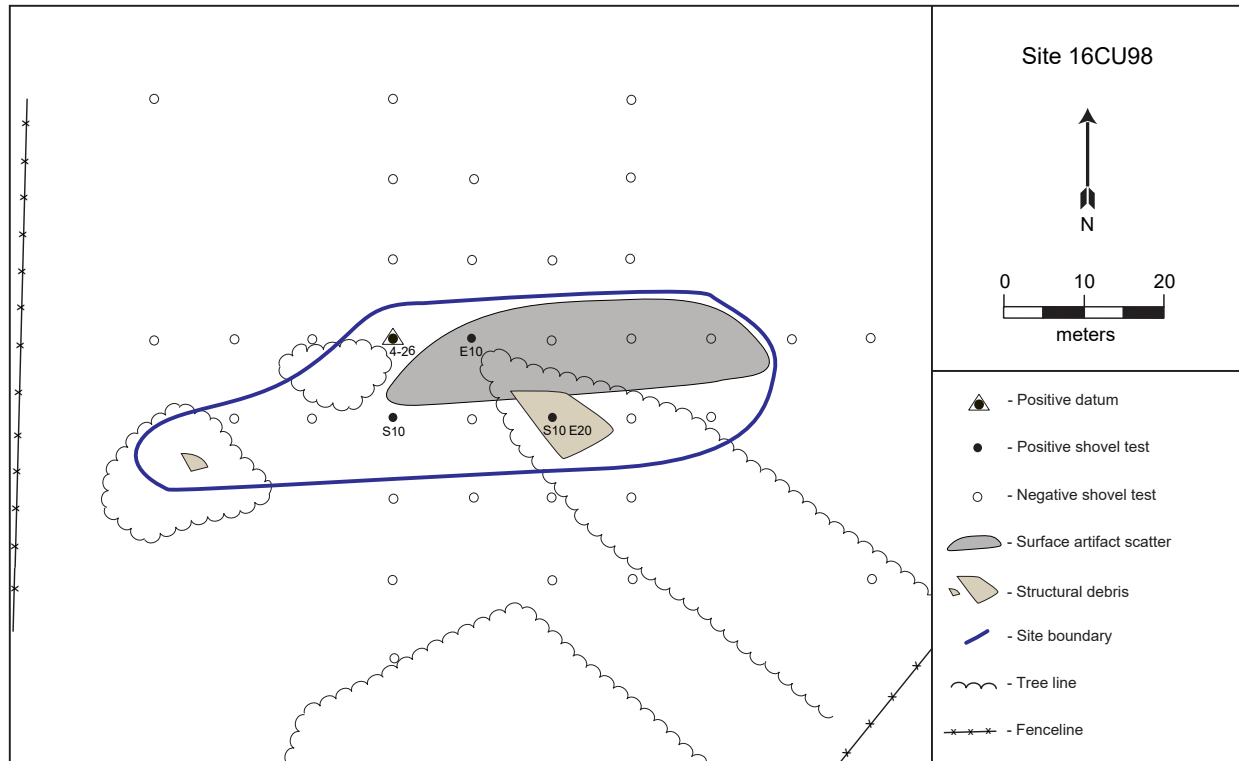 Site 16CU98
N
0 10 20
meters
4-26
E10
S10
S10 E20
- Positive datum
- Positive shovel test
- Negative shovel test
- Surface artifact scatter
- Structural debris
- Site boundary
- Tree line
- Fenceline